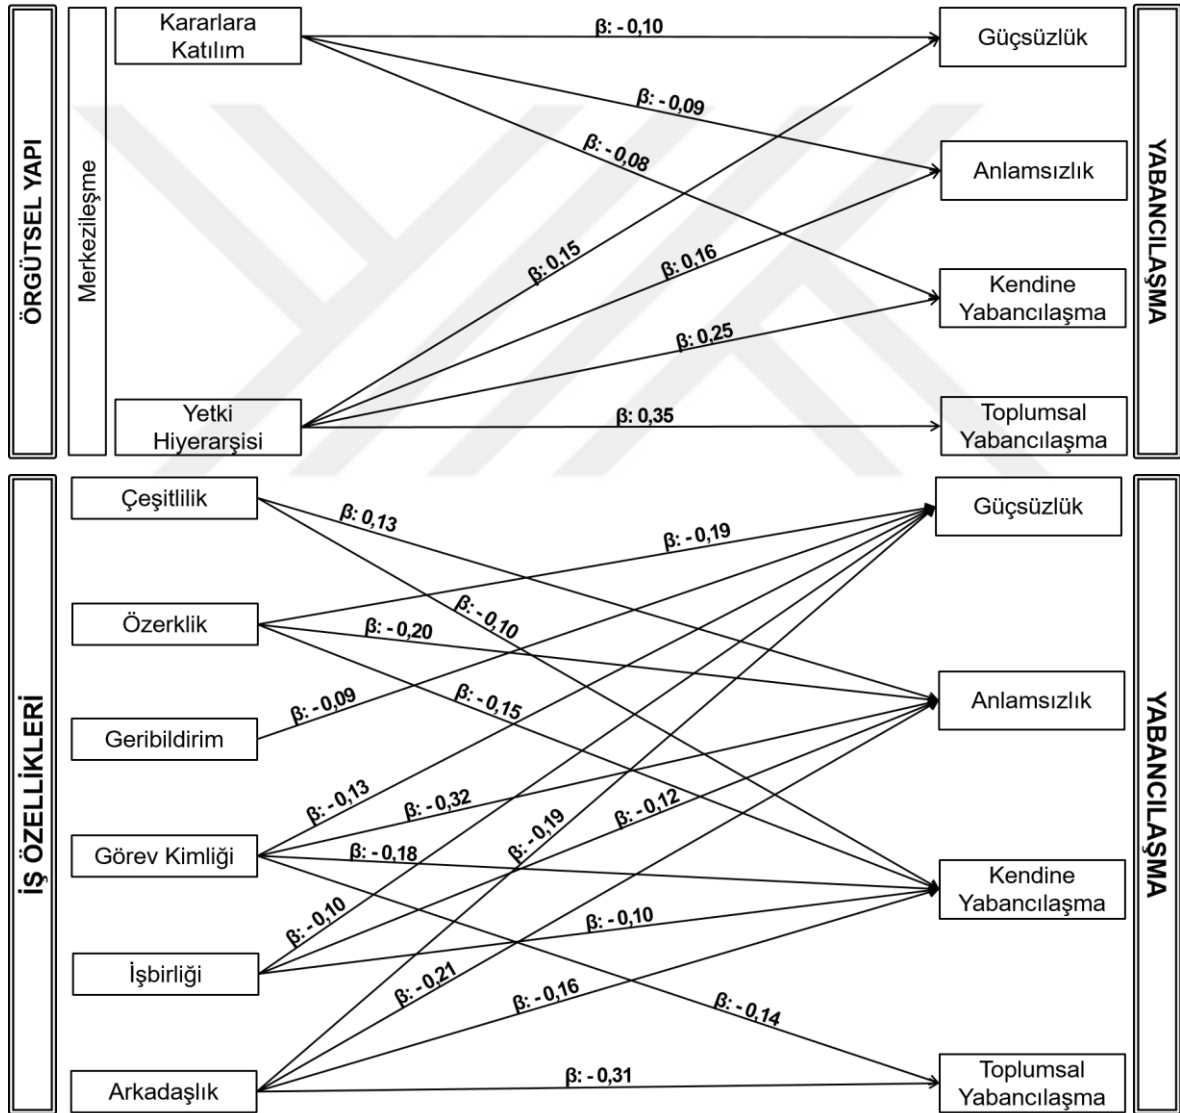 ÖRGÜTSEL YAPI
Merkezileşme
Kararlara
Katılım
Yetki
Hiyerarşisi
β: - 0,10
β: - 0,09
β: - 0,08
β: 0,15
β: 0,16
β: 0,25
β: 0,35
Güçsüzlük
Anlamsızlık
Kendine
Yabancılaşma
Toplumsal
Yabancılaşma
YABANCILAŞMA
İŞ ÖZELLİKLERİ
Çeşitlilik
Özerklik
Geribildirim
Görev Kimliği
İşbirliği
Arkadaşlık
β: 0,13
β: - 0,19
β: - 0,10
β: - 0,20
β: - 0,15
β: - 0,09
β: - 0,13
β: - 0,32
β: - 0,12
β: - 0,19
β: - 0,18
β: - 0,10
β: - 0,10
β: - 0,21
β: - 0,16
β: - 0,14
β: - 0,31
Güçsüzlük
Anlamsızlık
Kendine
Yabancılaşma
Toplumsal
Yabancılaşma
YABANCILAŞMA